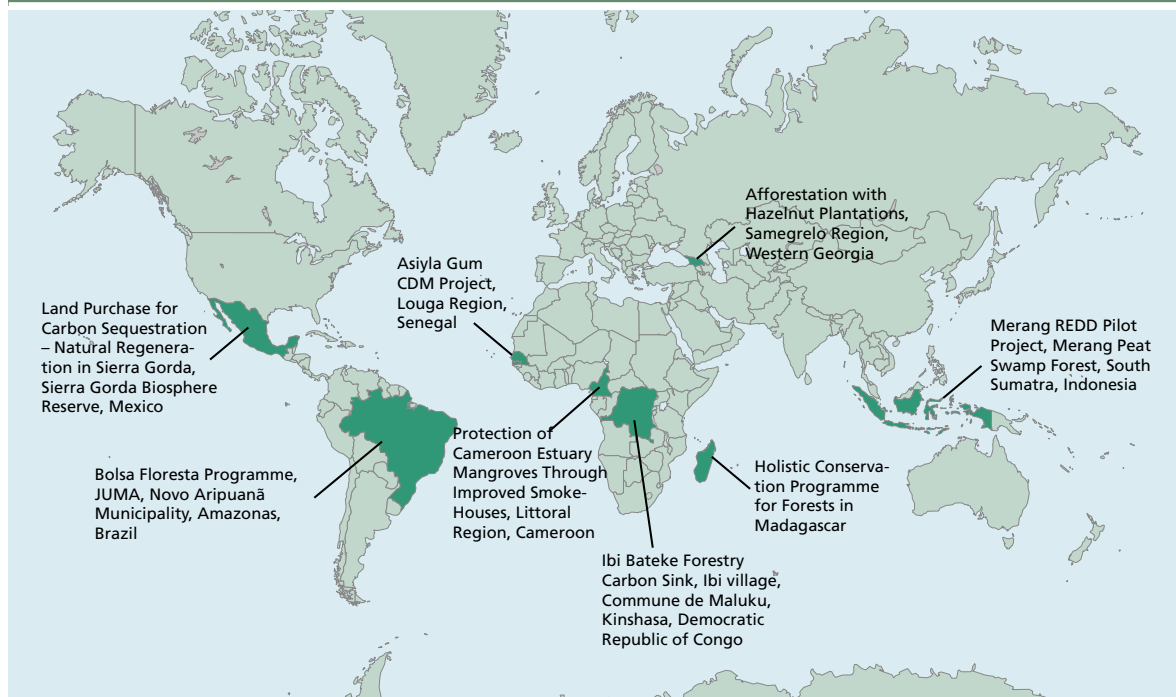 Afforestation with
Hazelnut Plantations,
Samegrelo Region,
Western Georgia
Asiyla Gum
CDM Project,
Louga Region,
Senegal
Land Purchase for
Carbon Sequestration
– Natural Regenera-
tion in Sierra Gorda,
Sierra Gorda Biosphere
Reserve, Mexico
Merang REDD Pilot
Project, Merang Peat
Swamp Forest, South
Sumatra, Indonesia
Bolsa Floresta Programme,
JUMA, Novo Aripuanã
Municipality, Amazonas,
Brazil
Protection of
Cameroon Estuary
Mangroves Through
Improved Smoke-
Houses, Littoral
Region, Cameroon
Holistic Conserva-
tion Programme
for Forests in
Madagascar
Ibi Bateke Forestry
Carbon Sink, Ibi village,
Commune de Maluku,
Kinshasa, Democratic
Republic of Congo